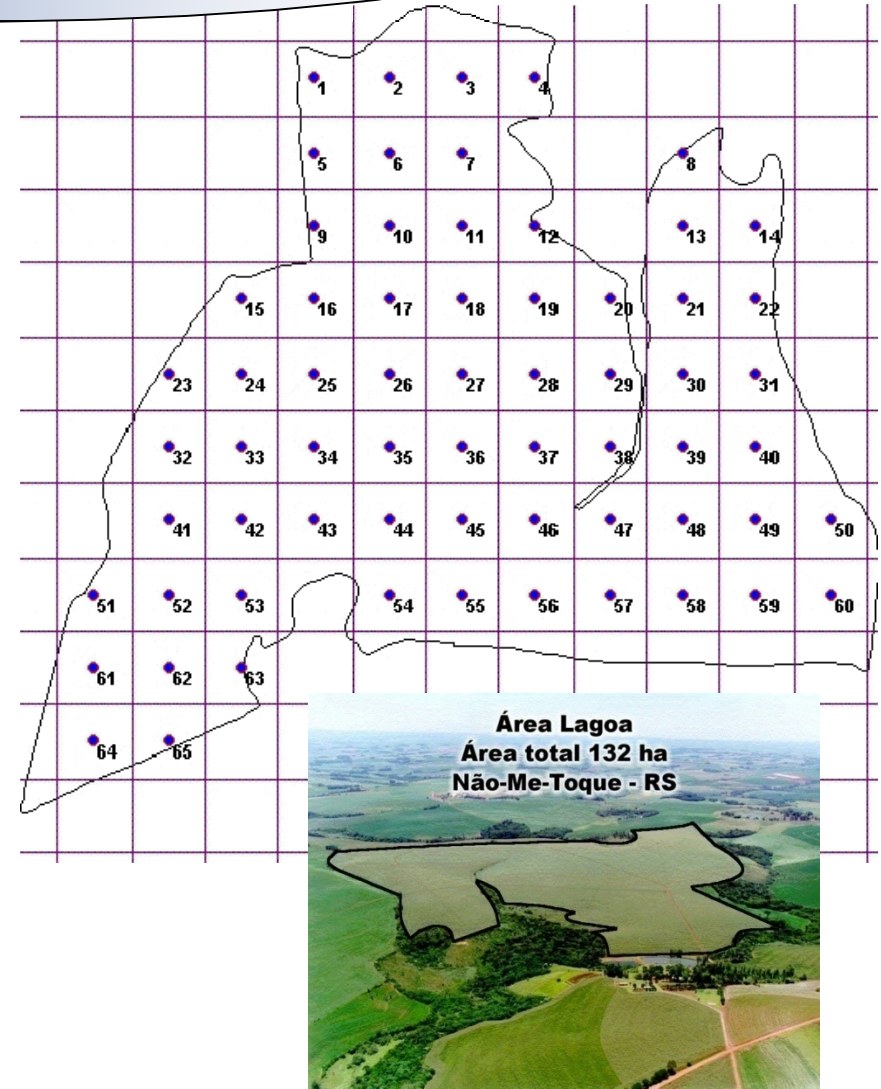 1 2 3 4
5 6 7 8
9 10 11 12 13 14
15 16 17 18 19 20 21 22
23 24 25 26 27 28 29 30 31
32 33 34 35 36 37 38 39 40
41 42 43 44 45 46 47 48 49 50
51 52 53 54 55 56 57 58 59 60
61 62 63
64 65
Área Lagoa
Área total 132 ha
Não-Me-Toque - RS